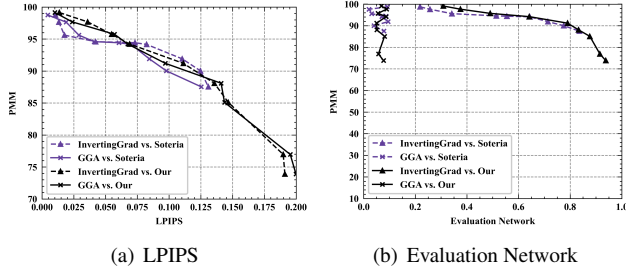 100
95
90
85
80
75
70
PMM
0.000 0.025 0.050 0.075 0.100 0.125 0.150 0.175 0.200
LPIPS
InvertingGrad vs. Soteria
GGA vs. Soteria
InvertingGrad vs. Our
GGA vs. Our
(a) LPIPS
100
90
80
70
60
50
40
30
20
10
PMM
0.0 0.2 0.4 0.6 0.8 1.0
Evaluation Network
InvertingGrad vs. Soteria
GGA vs. Soteria
InvertingGrad vs. Our
GGA vs. Our
(b) Evaluation Network